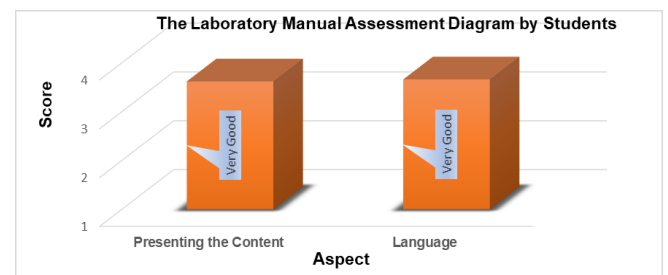 The Laboratory Manual Assessment Diagram by Students
Score
4
3
2
1
Very Good
Very Good
Presenting the Content
Language
Aspect